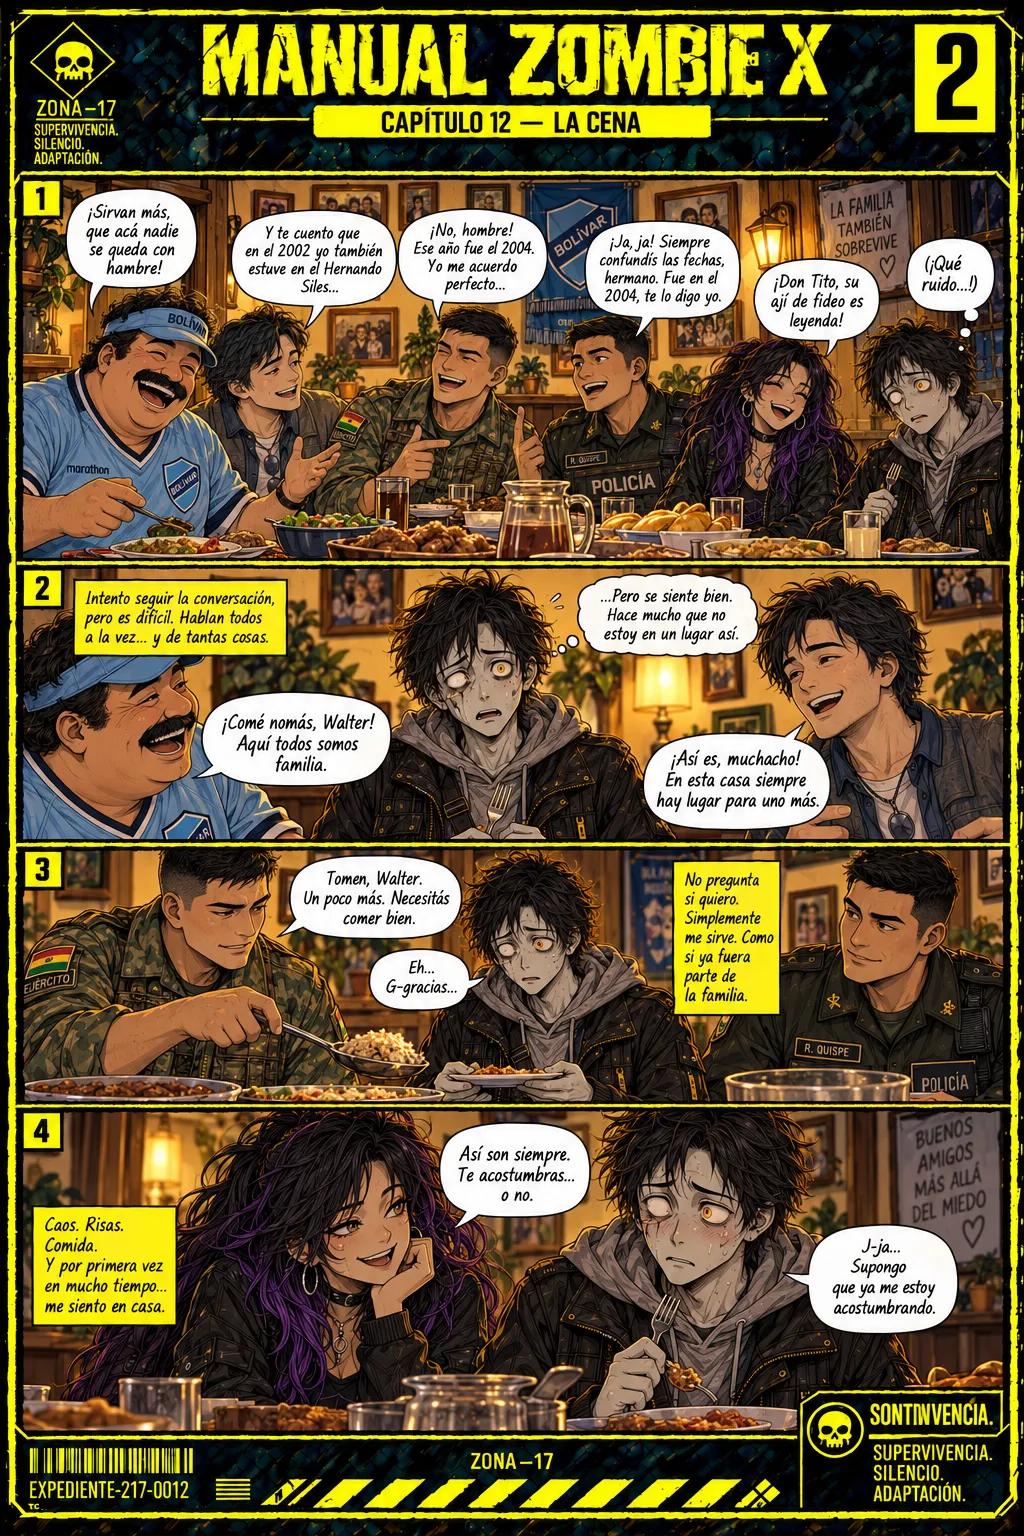 MANUAL ZOMBIE X
CAPÍTULO 12 — LA CENA
2
ZONA—17
SUPERVIVENCIA.
SILENCIO.
ADAPTACIÓN.
1
¡Sirvan más,
que acá nadie
se queda con
hambre!
Y te cuento que
en el 2002 yo también
estuve en el Hernando
Siles...
¡No, hombre!
Ese año fue el 2004.
Yo me acuerdo
perfecto...
¡Ja, ja! Siempre
confundís las fechas,
hermano. Fue en el
2004, te lo digo yo.
¡Don Tito, su
ají de fideo es
leyenda!
(¡Qué
ruido...!)
BOLÍVAR
LA FAMILIA
TAMBIÉN
SOBREVIVE
BOLÍVAR
marathon
BOLÍVAR
EJÉRCITO
R. QUISPE
POLICÍA
2
Intento seguir la conversación,
pero es difícil. Hablan todos
a la vez... y de tantas cosas.
...Pero se siente bien.
Hace mucho que no
estoy en un lugar así.
¡Comé nomás, Walter!
Aquí todos somos
familia.
¡Así es, muchacho!
En esta casa siempre
hay lugar para uno más.
3
Tomen, Walter.
Un poco más. Necesitás
comer bien.
Eh...
G-gracias...
No pregunta
si quiero.
Simplemente
me sirve. Como
si ya fuera
parte de
la familia.
EJÉRCITO
R. QUISPE
POLICÍA
4
Así son siempre.
Te acostumbras...
o no.
BUENOS
AMIGOS
MÁS ALLÁ
DEL MIEDO
Caos. Risas.
Comida.
Y por primera vez
en mucho tiempo...
me siento en casa.
J-ja...
Supongo
que ya me estoy
acostumbrando.
EXPEDIENTE-217-0012
TC
ZONA—17
SUPERVIVENCIA.
SILENCIO.
ADAPTACIÓN.